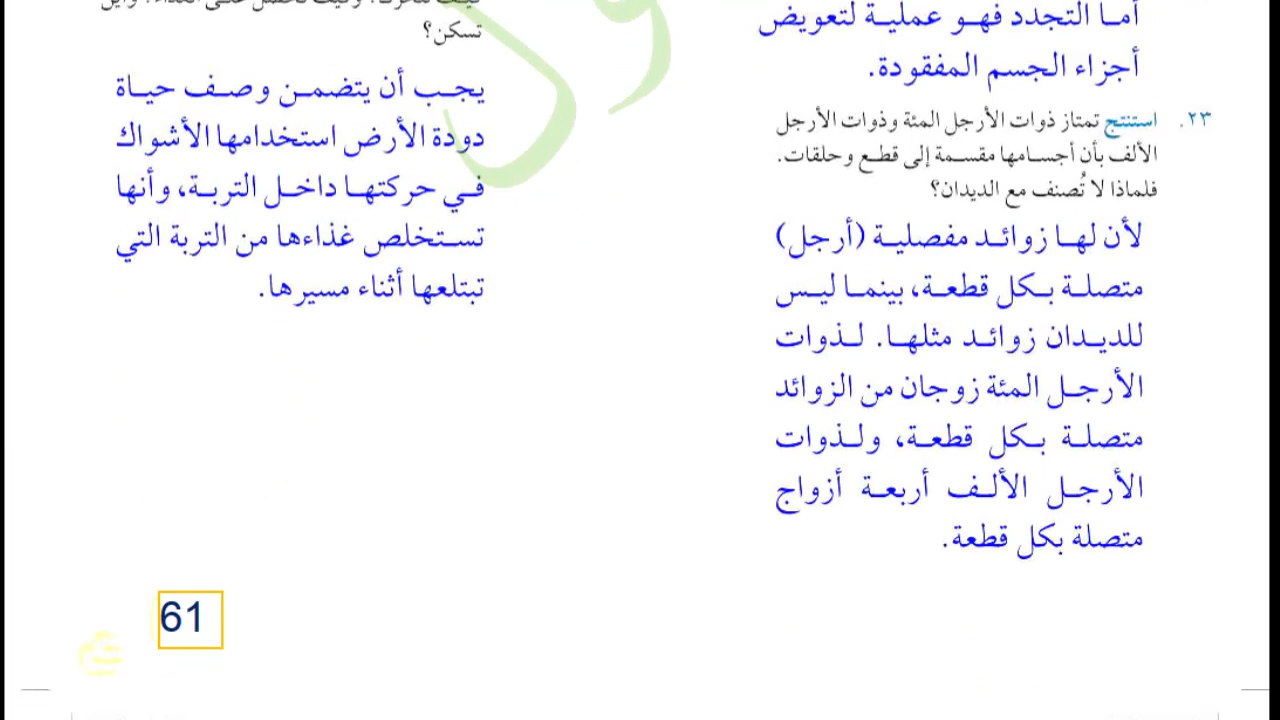 أما التجدد فهو عملية لتعويض
أجزاء الجسم المفقودة.
٢٣. استنتج تمتاز ذوات الأرجل المئة وذوات الأرجل
الألف بأن أجسامها مقسمة إلى قطع وحلقات.
فلماذا لا تُصنف مع الديدان؟
لأن لها زوائد مفصلية (أرجل)
متصلة بكل قطعة، بينما ليس
للديدان زوائد مثلها. لذوات
الأرجل المئة زوجان من الزوائد
متصلة بكل قطعة، ولذوات
الأرجل الألف أربعة أزواج
متصلة بكل قطعة.
تسكن؟
يجب أن يتضمن وصف حياة
دودة الأرض استخدامها الأشواك
في حركتها داخل التربة، وأنها
تستخلص غذاءها من التربة التي
تبتلعها أثناء مسيرها.
61